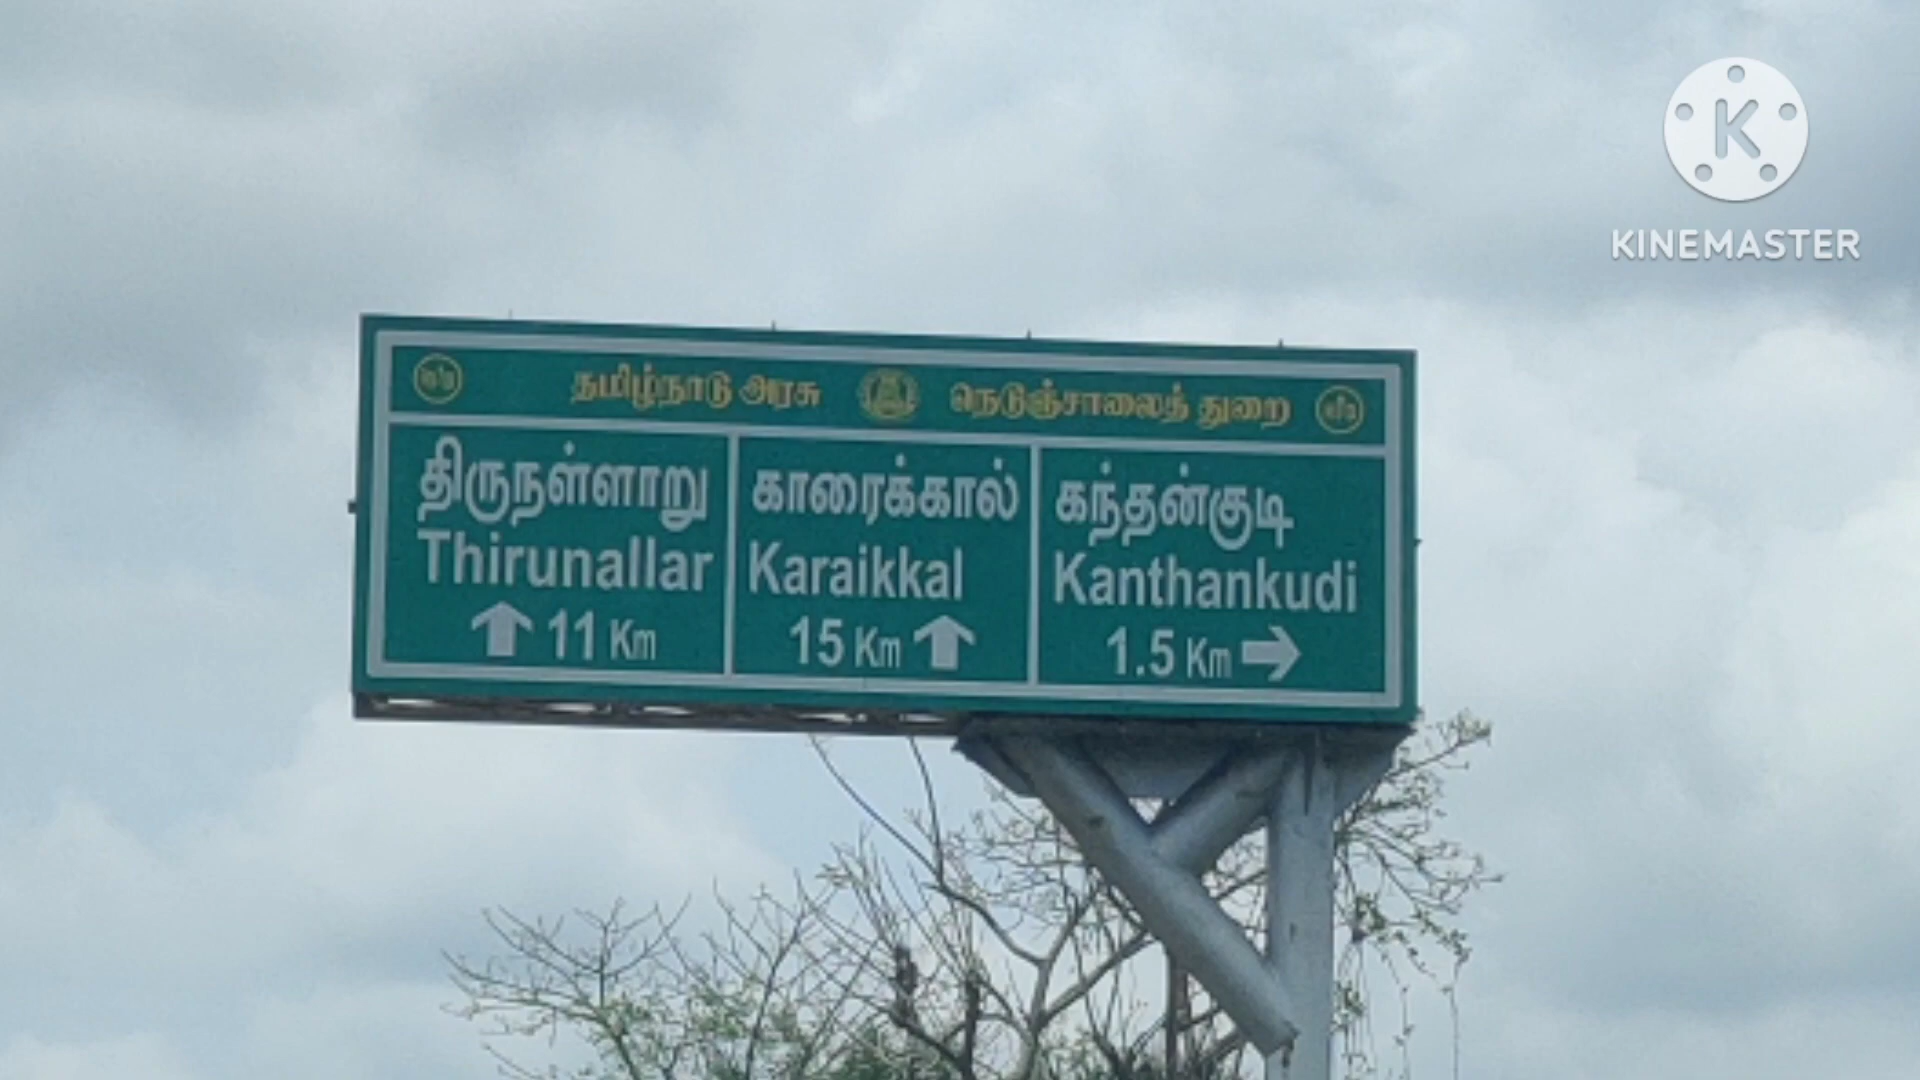 தமிழ்நாடு அரசு நெடுஞ்சாலைத் துறை
திருநள்ளாறு
Thirunallar
11 Km
காரைக்கால்
Karaikkal
15 Km
கந்தன்குடி
Kanthankudi
1.5 Km
K
KINEMASTER